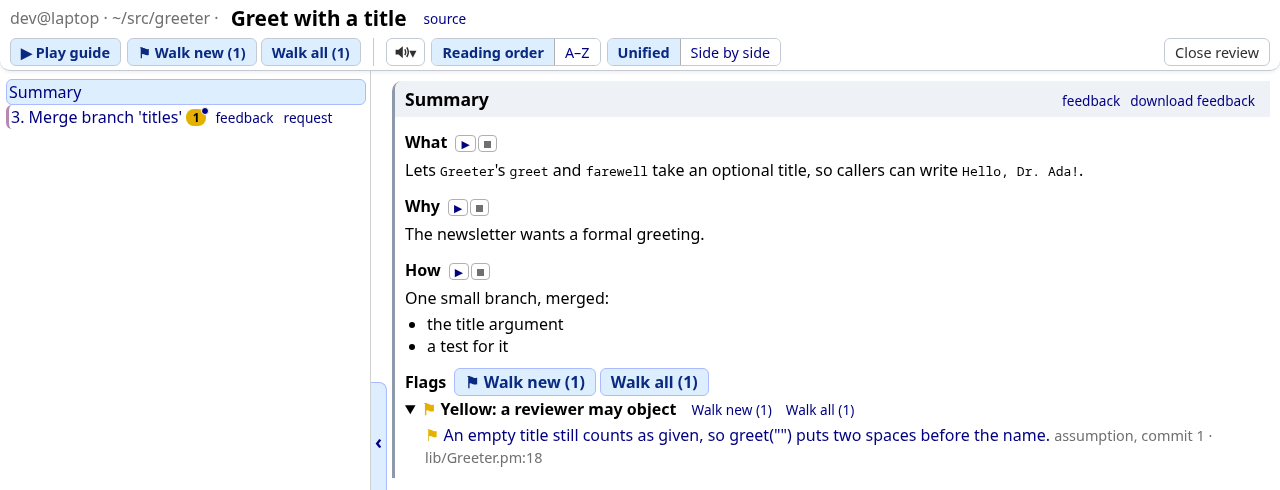 dev@laptop · ~/src/greeter · Greet with a title source
▶ Play guide ⚑ Walk new (1) Walk all (1) Reading order A–Z Unified Side by side Close review
Summary
3. Merge branch 'titles' 1 feedback request
Summary feedback download feedback
What
Lets Greeter's greet and farewell take an optional title, so callers can write Hello, Dr. Ada!.
Why
The newsletter wants a formal greeting.
How
One small branch, merged:
• the title argument
• a test for it
Flags ⚑ Walk new (1) Walk all (1)
▼ ⚑ Yellow: a reviewer may object Walk new (1) Walk all (1)
⚑ An empty title still counts as given, so greet("") puts two spaces before the name. assumption, commit 1 ·
lib/Greeter.pm:18